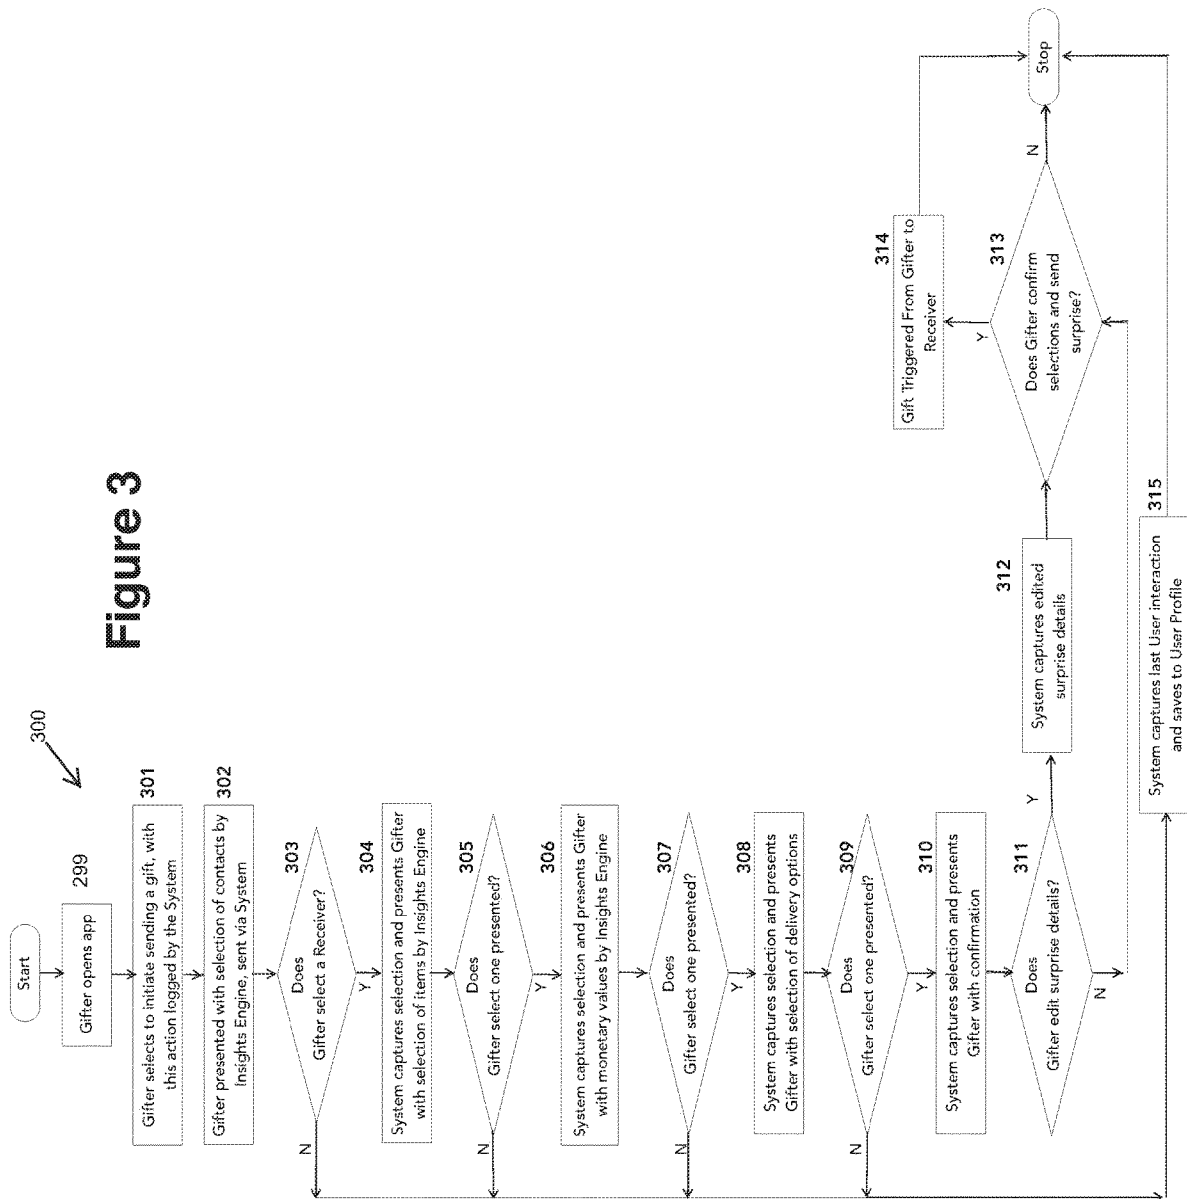 Figure 3
300
Start
299
Gifter opens app
301
Gifter selects to initiate sending a gift, with
this action logged by the System
302
Gifter presented with selection of contacts by
Insights Engine, sent via System
303
Does
Gifter select a Receiver?
N
Y
304
System captures selection and presents Gifter
with selection of items by Insights Engine
305
Does
Gifter select one presented?
N
Y
306
System captures selection and presents Gifter
with monetary values by Insights Engine
307
Does
Gifter select one presented?
N
Y
308
System captures selection and presents
Gifter with selection of delivery options
309
Does
Gifter select one presented?
N
Y
310
System captures selection and presents
Gifter with confirmation
311
Does
Gifter edit surprise details?
N
Y
312
System captures edited
surprise details
313
Does Gifter confirm
selections and send
surprise?
Y
N
314
Gift Triggered From Gifter to
Receiver
315
System captures last User interaction
and saves to User Profile
Stop